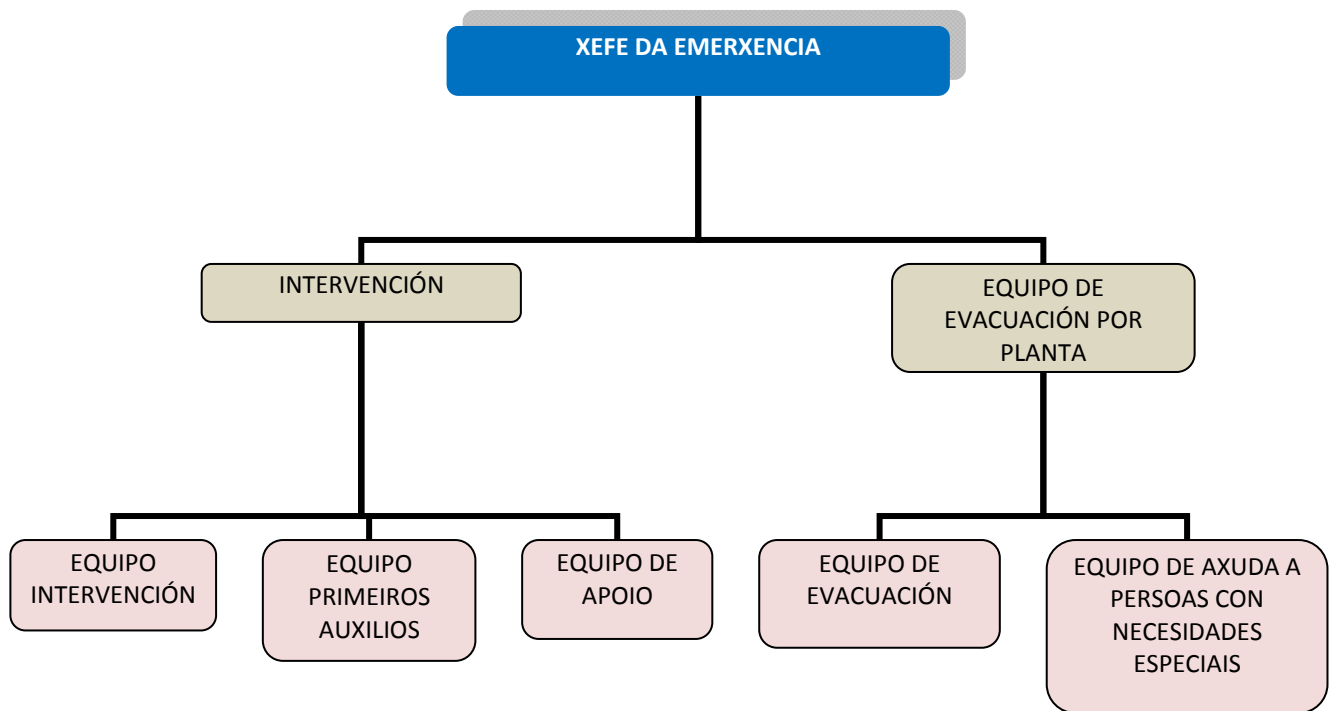 XEFE DA EMERXENCIA
INTERVENCIÓN
EQUIPO DE
EVACUACIÓN POR
PLANTA
EQUIPO
INTERVENCIÓN
EQUIPO
PRIMEIROS
AUXILIOS
EQUIPO DE
APOIO
EQUIPO DE
EVACUACIÓN
EQUIPO DE AXUDA A
PERSOAS CON
NECESIDADES
ESPECIAIS